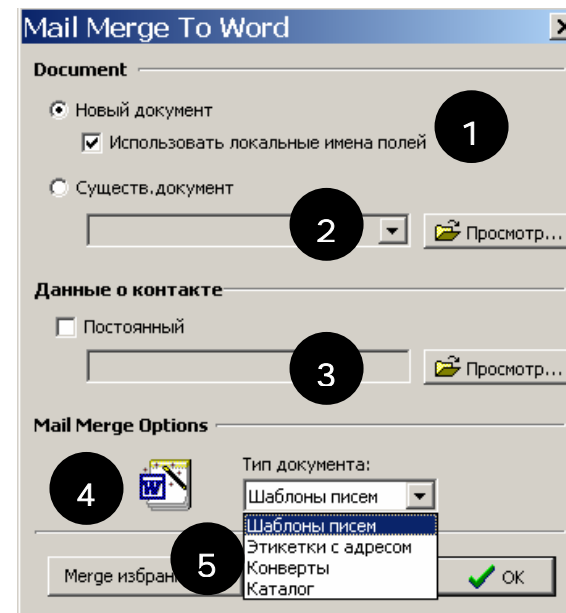 Mail Merge To Word
Document
Новый документ
Использовать локальные имена полей
1
Существ.документ
2
Просмотр...
Данные о контакте
Постоянный
3
Просмотр...
Mail Merge Options
4
Тип документа:
Шаблоны писем
Шаблоны писем
Этикетки с адресом
Конверты
Каталог
Merge
5
OK